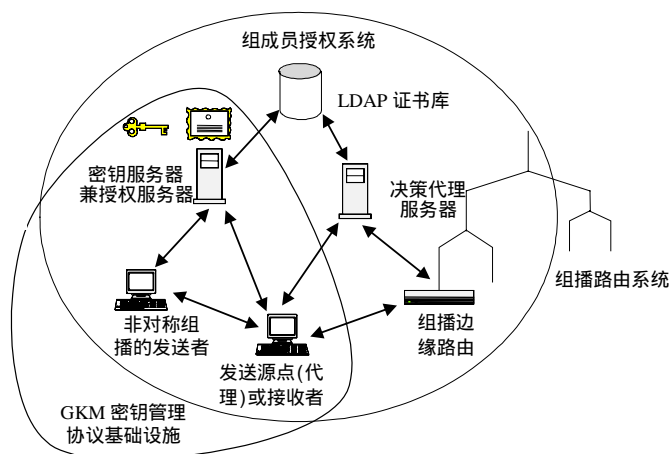 组成员授权系统
LDAP 证书库
密钥服务器
兼授权服务器
决策代理
服务器
组播路由系统
非对称组
播的发送者
组播边
缘路由
发送源点(代
理)或接收者
GKM 密钥管理
协议基础设施